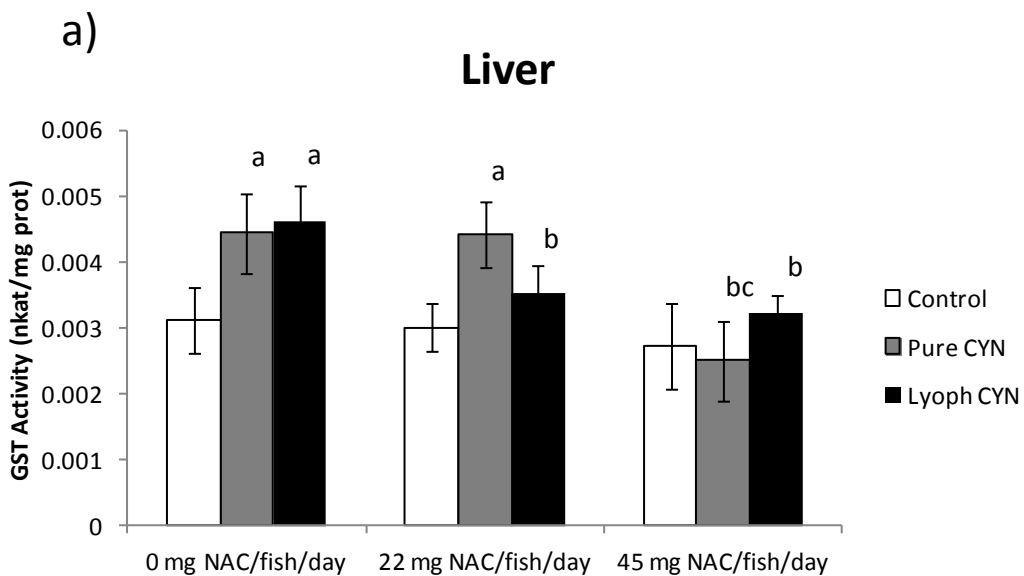 a)
Liver
GST Activity (nkat/mg prot)
0.006
0.005
0.004
0.003
0.002
0.001
0
a
a
a
b
bc
b
0 mg NAC/fish/day
22 mg NAC/fish/day
45 mg NAC/fish/day
Control
Pure CYN
Lyoph CYN